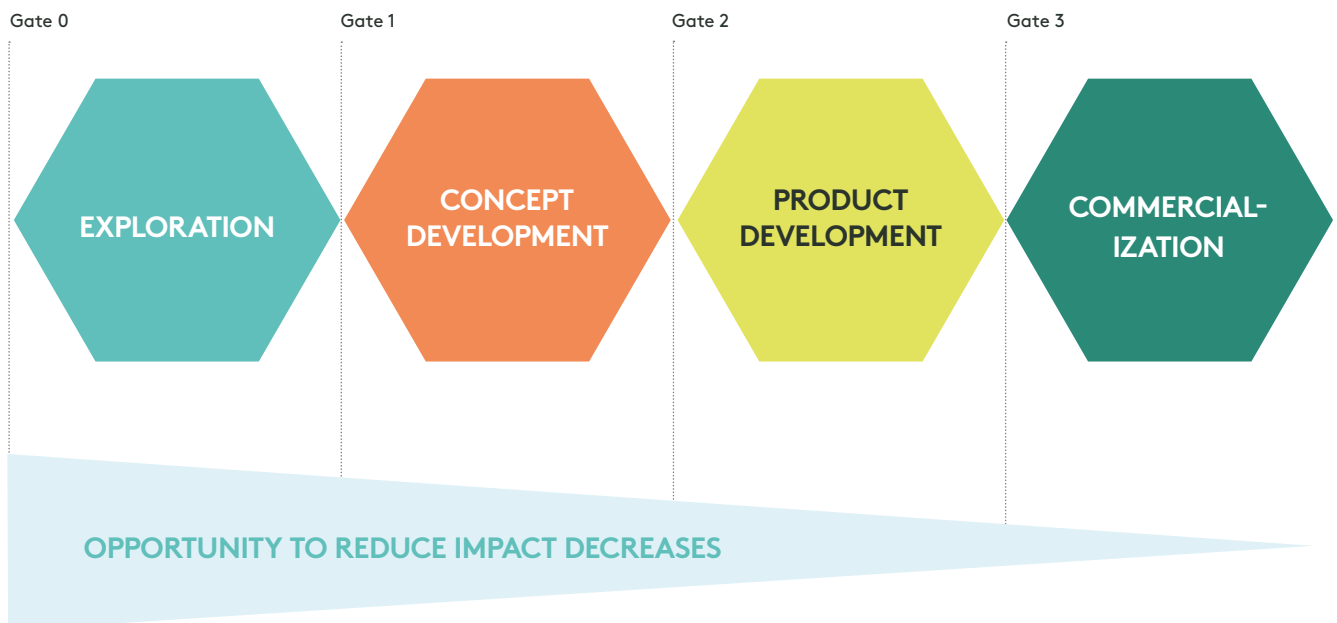 Gate 0
Gate 1
Gate 2
Gate 3
EXPLORATION
CONCEPT
DEVELOPMENT
PRODUCT
DEVELOPMENT
COMMERCIAL-
IZATION
OPPORTUNITY TO REDUCE IMPACT DECREASES